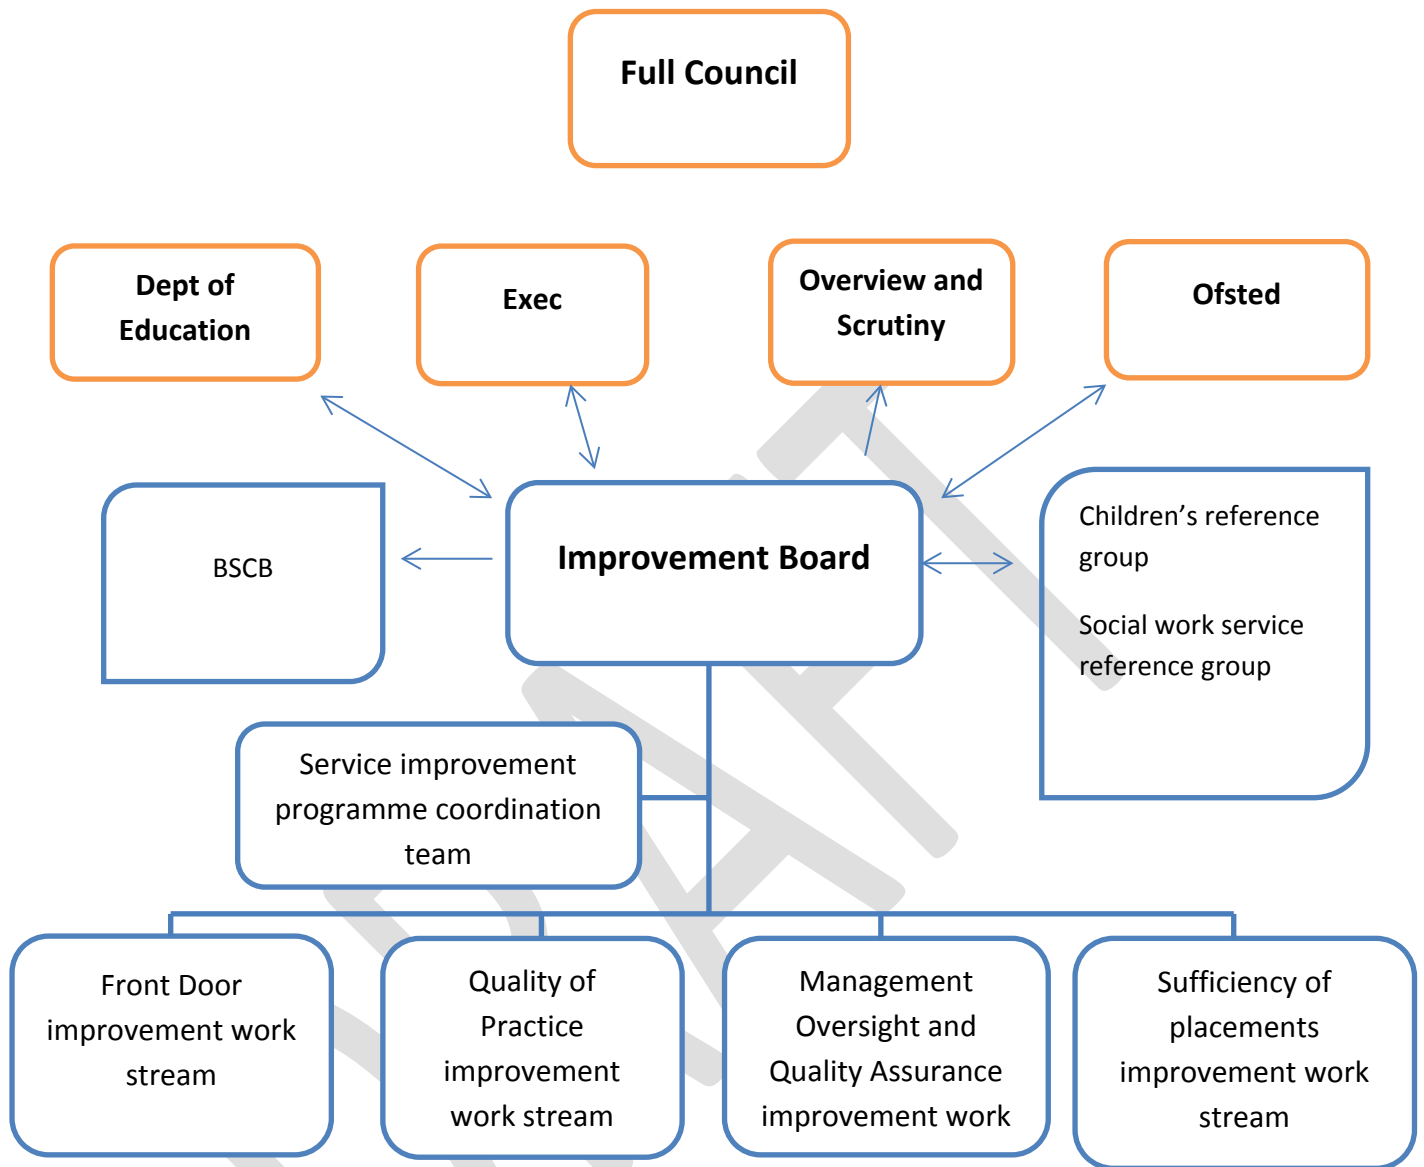 Full Council
Dept of
Education
Exec
Overview and
Scrutiny
Ofsted
BSCB
Improvement Board
Children’s reference
group
Social work service
reference group
Service improvement
programme coordination
team
Front Door
improvement work
stream
Quality of
Practice
improvement
work stream
Management
Oversight and
Quality Assurance
improvement work
Sufficiency of
placements
improvement work
stream
DRAFT